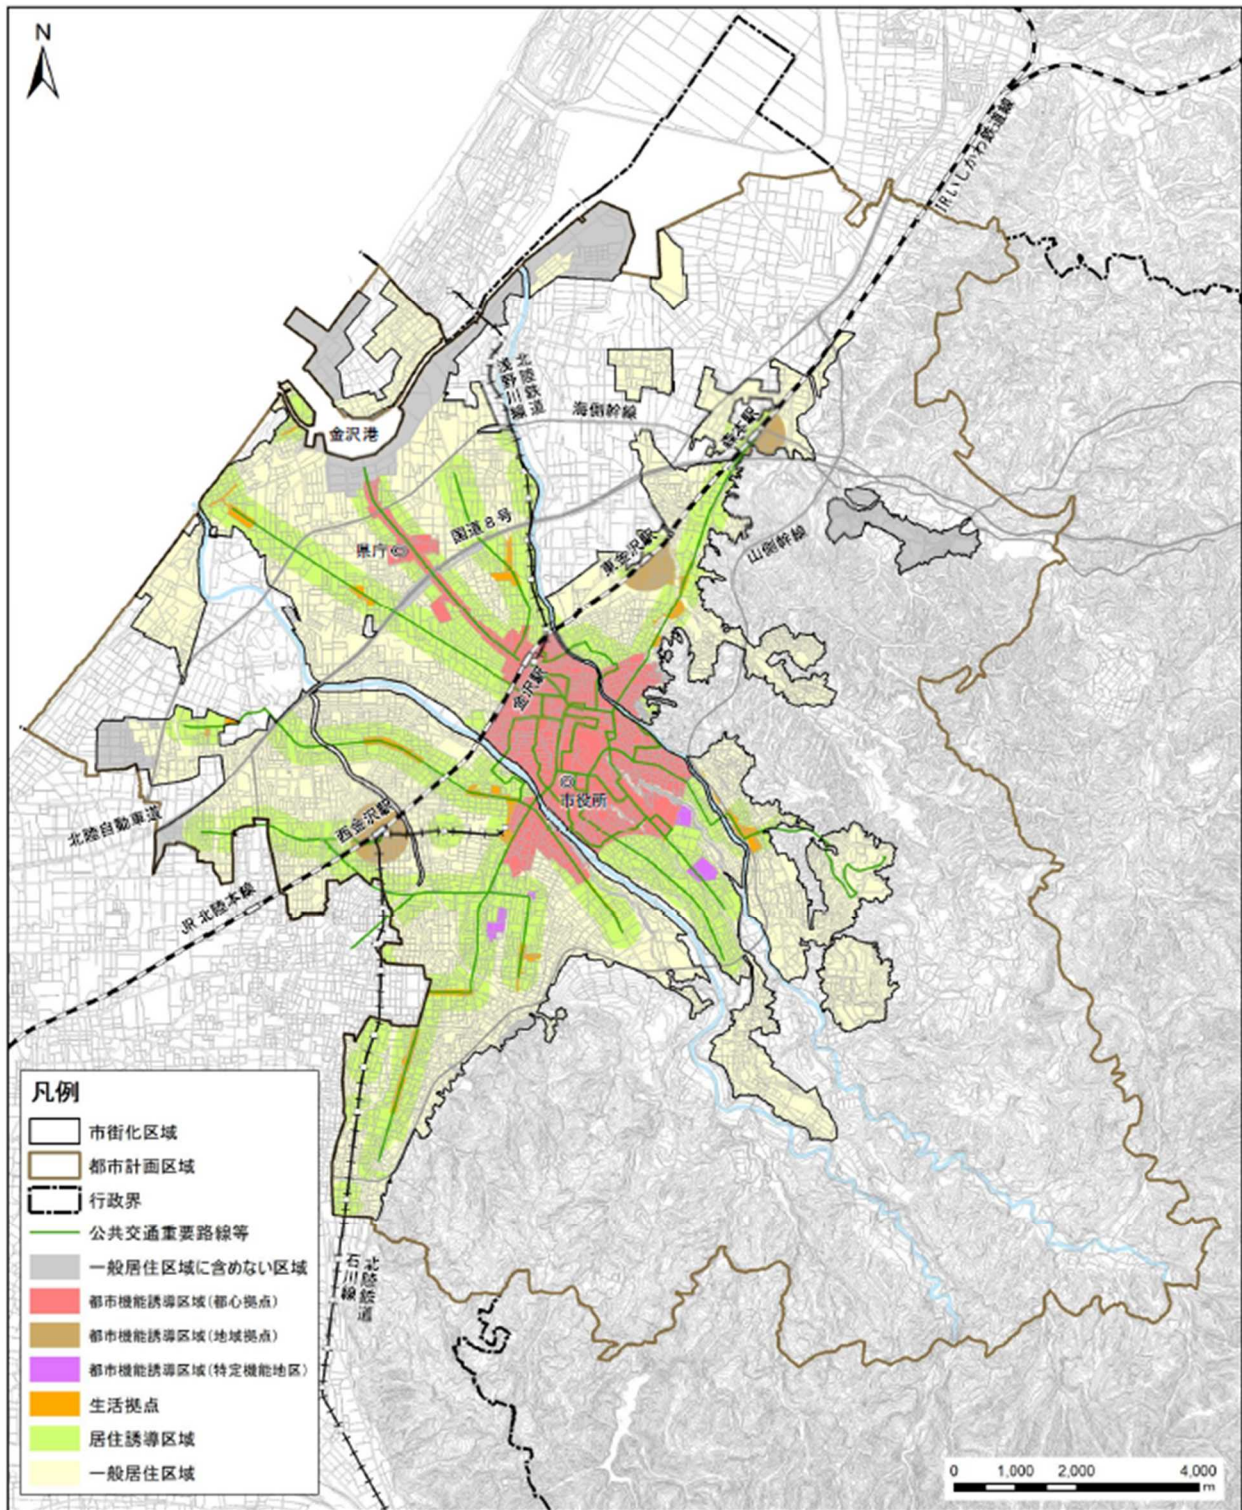 N
IRいしかわ鉄道線
北陸鉄道
浅野川線
海側幹線
森本駅
金沢港
国道8号
県庁
東金沢駅
山側幹線
金沢駅
市役所
西金沢駅
北陸自動車道
JR 北陸本線
凡例
市街化区域
都市計画区域
行政界
公共交通重要路線等
一般居住区域に含めない区域
都市機能誘導区域(都心拠点)
都市機能誘導区域(地域拠点)
都市機能誘導区域(特定機能地区)
生活拠点
居住誘導区域
一般居住区域
北陸鉄道
石川線
0 1,000 2,000 4,000
m